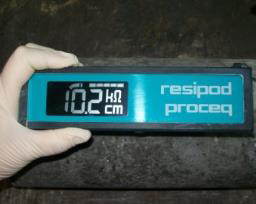 10.2 kΩ
cm
resipod
proceq